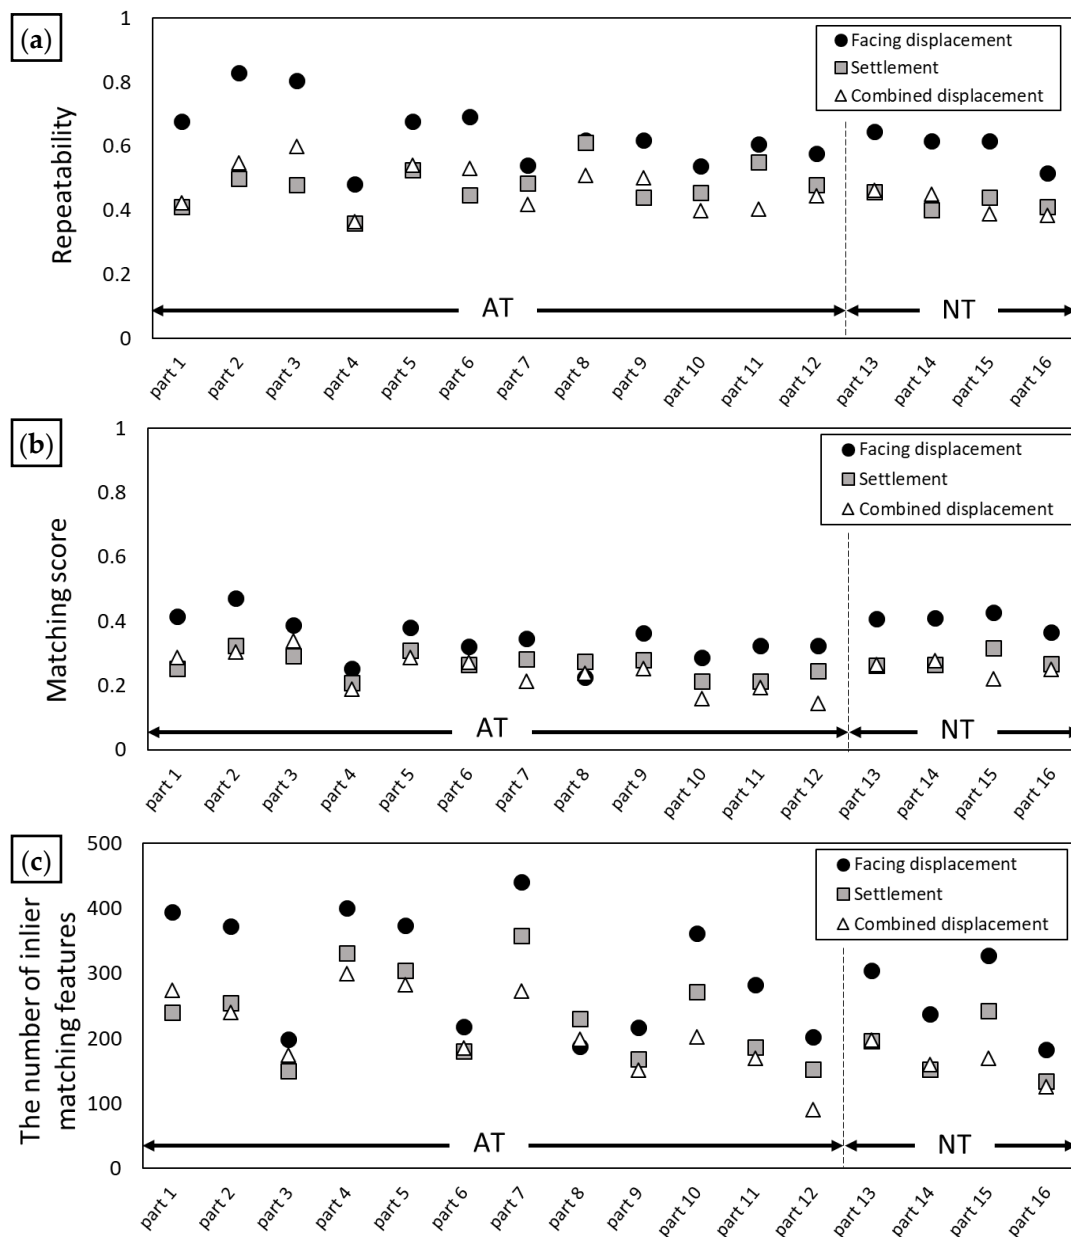 (a)
Repeatability
1
0.8
0.6
0.4
0.2
0
Facing displacement
Settlement
Combined displacement
AT
NT
part 1
part 2
part 3
part 4
part 5
part 6
part 7
part 8
part 9
part 10
part 11
part 12
part 13
part 14
part 15
part 16
(b)
Matching score
1
0.8
0.6
0.4
0.2
0
Facing displacement
Settlement
Combined displacement
AT
NT
part 1
part 2
part 3
part 4
part 5
part 6
part 7
part 8
part 9
part 10
part 11
part 12
part 13
part 14
part 15
part 16
(c)
The number of inlier
matching features
500
400
300
200
100
0
Facing displacement
Settlement
Combined displacement
AT
NT
part 1
part 2
part 3
part 4
part 5
part 6
part 7
part 8
part 9
part 10
part 11
part 12
part 13
part 14
part 15
part 16